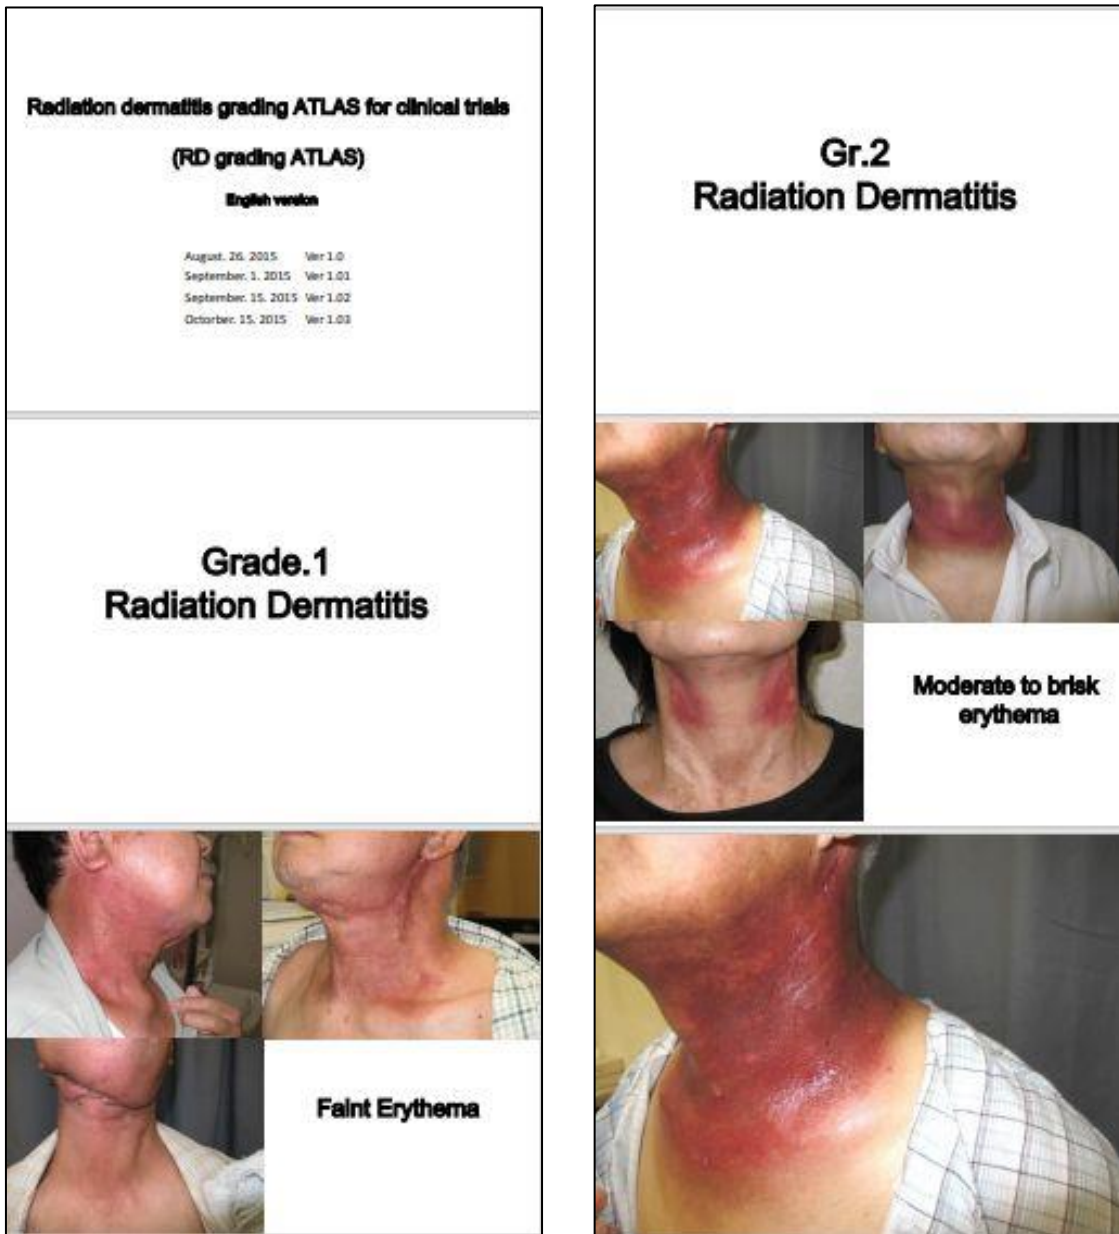 Radiation dermatitis grading ATLAS for clinical trials
(RD grading ATLAS)
English version
August. 26. 2015 Ver 1.0
September. 1. 2015 Ver 1.01
September. 15. 2015 Ver 1.02
Octorber. 15. 2015 Ver 1.03
Grade.1
Radiation Dermatitis
Faint Erythema
Gr.2
Radiation Dermatitis
Moderate to brisk
erythema